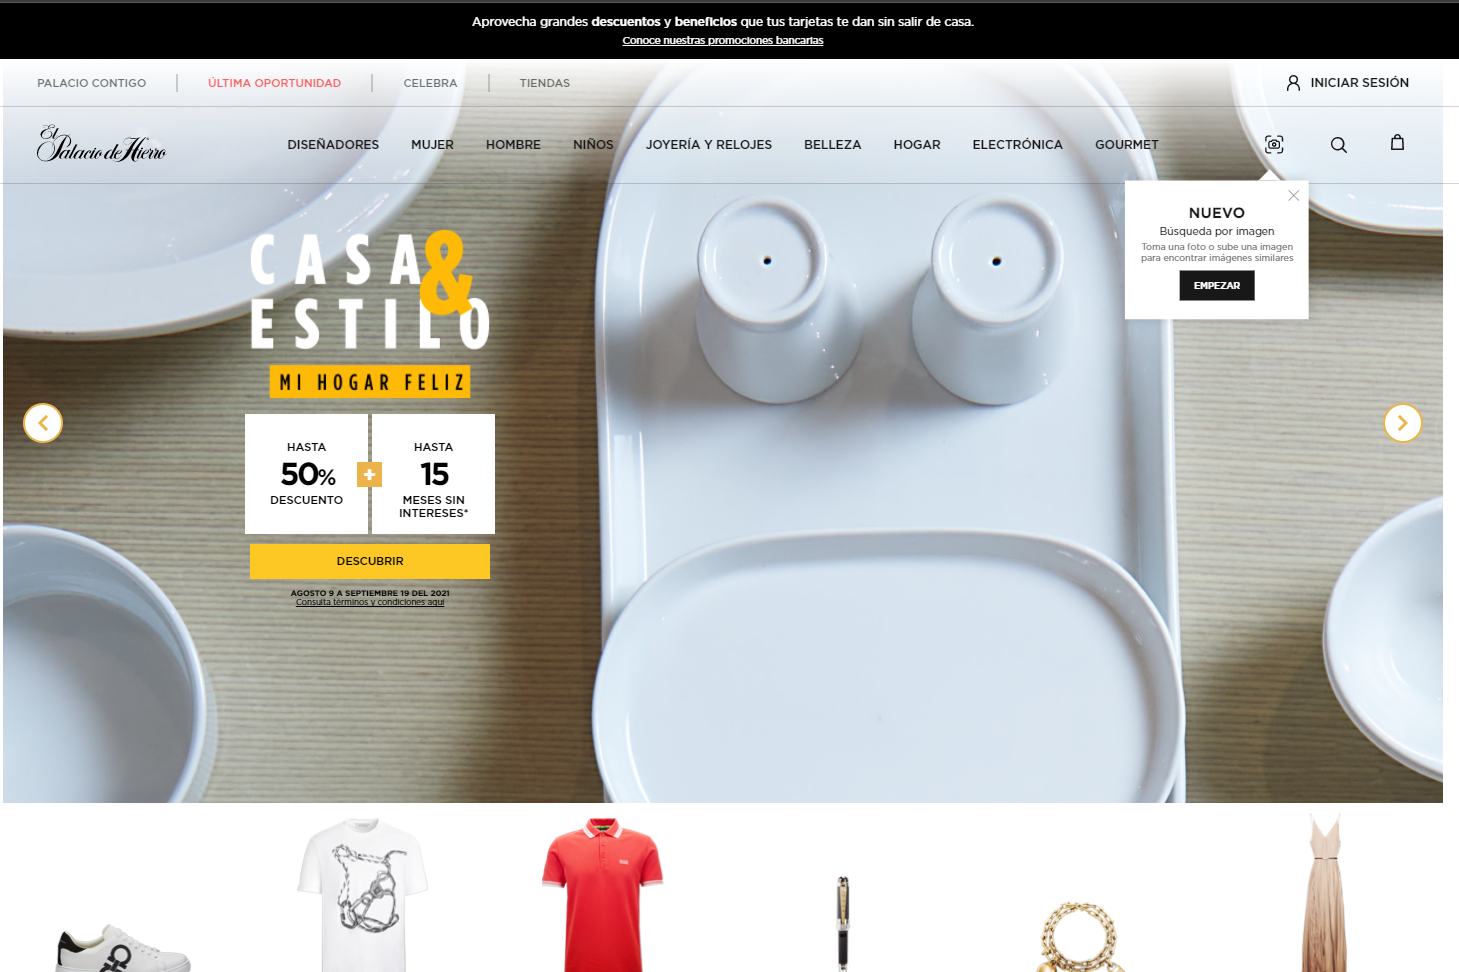 Aprovecha grandes descuentos y beneficios que tus tarjetas te dan sin salir de casa.
Conoce nuestras promociones bancarias
PALACIO CONTIGO
ÚLTIMA OPORTUNIDAD
CELEBRA
TIENDAS
INICIAR SESIÓN
El Palacio de Hierro
DISEÑADORES
MUJER
HOMBRE
NIÑOS
JOYERÍA Y RELOJES
BELLEZA
HOGAR
ELECTRÓNICA
GOURMET
NUEVO
Búsqueda por imagen
Toma una foto o sube una imagen
para encontrar imágenes similares
EMPEZAR
CASA &
ESTILO
MI HOGAR FELIZ
HASTA
50%
DESCUENTO
+
HASTA
15
MESES SIN
INTERESES*
DESCUBRIR
AGOSTO 9 A SEPTIEMBRE 19 DEL 2021
Consulta términos y condiciones aquí